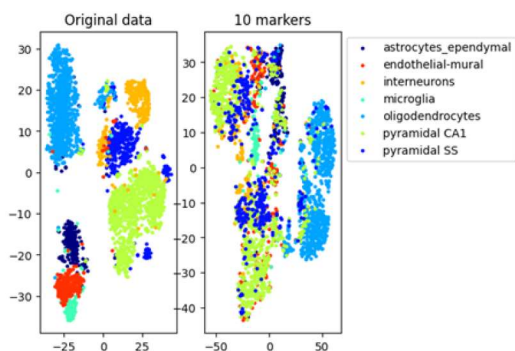 Original data
10 markers
30
20
10
0
−10
−20
−30
−25
0
25
30
20
10
0
−10
−20
−30
−40
−50
0
50
astrocytes_ependymal
endothelial-mural
interneurons
microglia
oligodendrocytes
pyramidal CA1
pyramidal SS